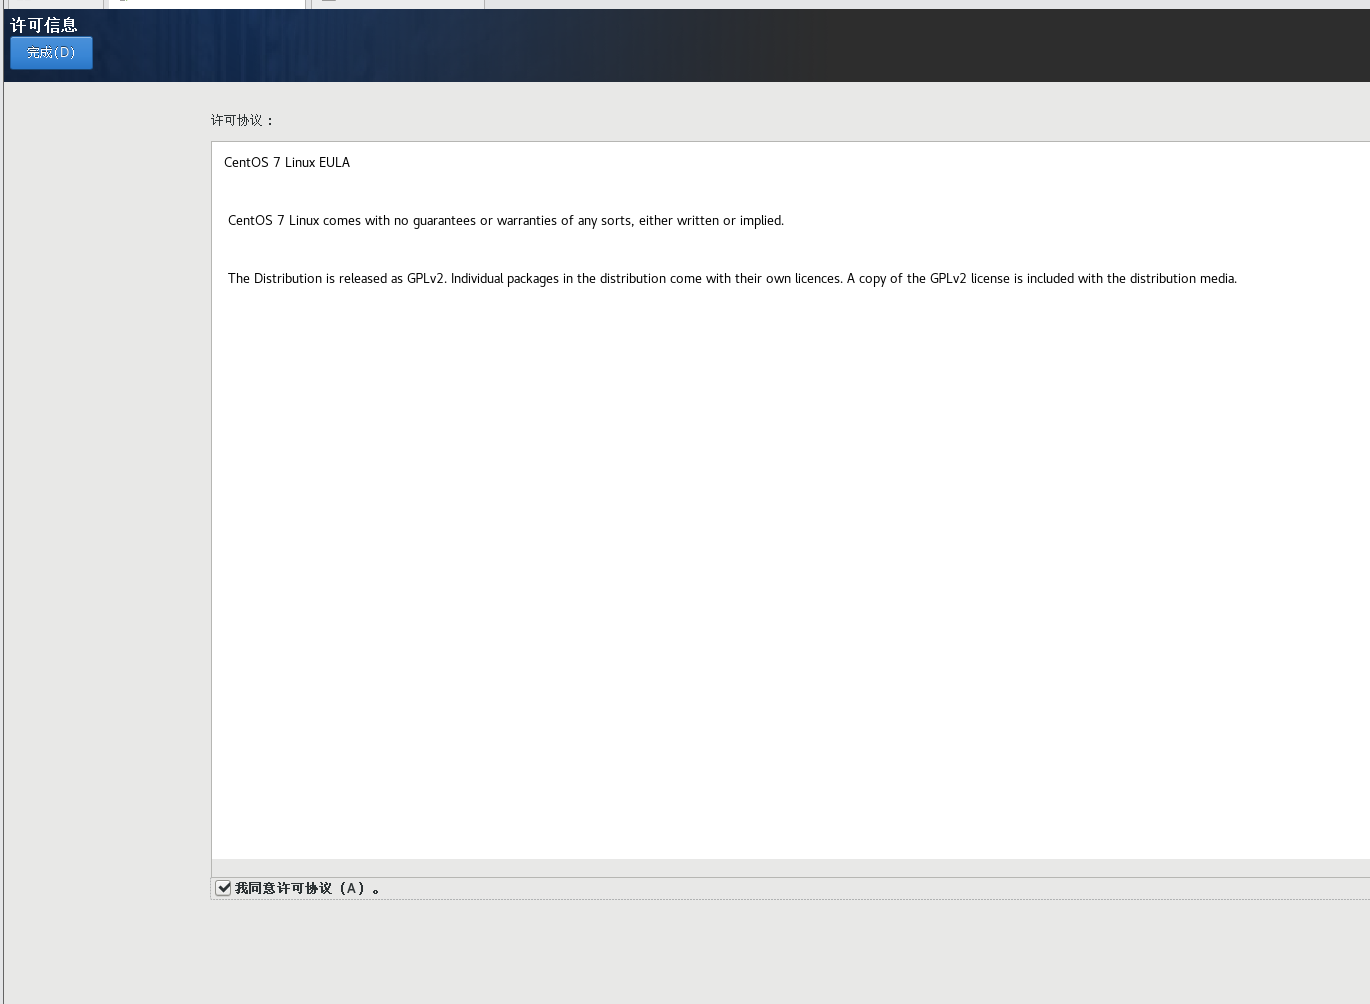 许可信息
完成(D)
许可协议：
CentOS 7 Linux EULA
CentOS 7 Linux comes with no guarantees or warranties of any sorts, either written or implied.
The Distribution is released as GPLv2. Individual packages in the distribution come with their own licences. A copy of the GPLv2 license is included with the distribution media.
我同意许可协议（A）。